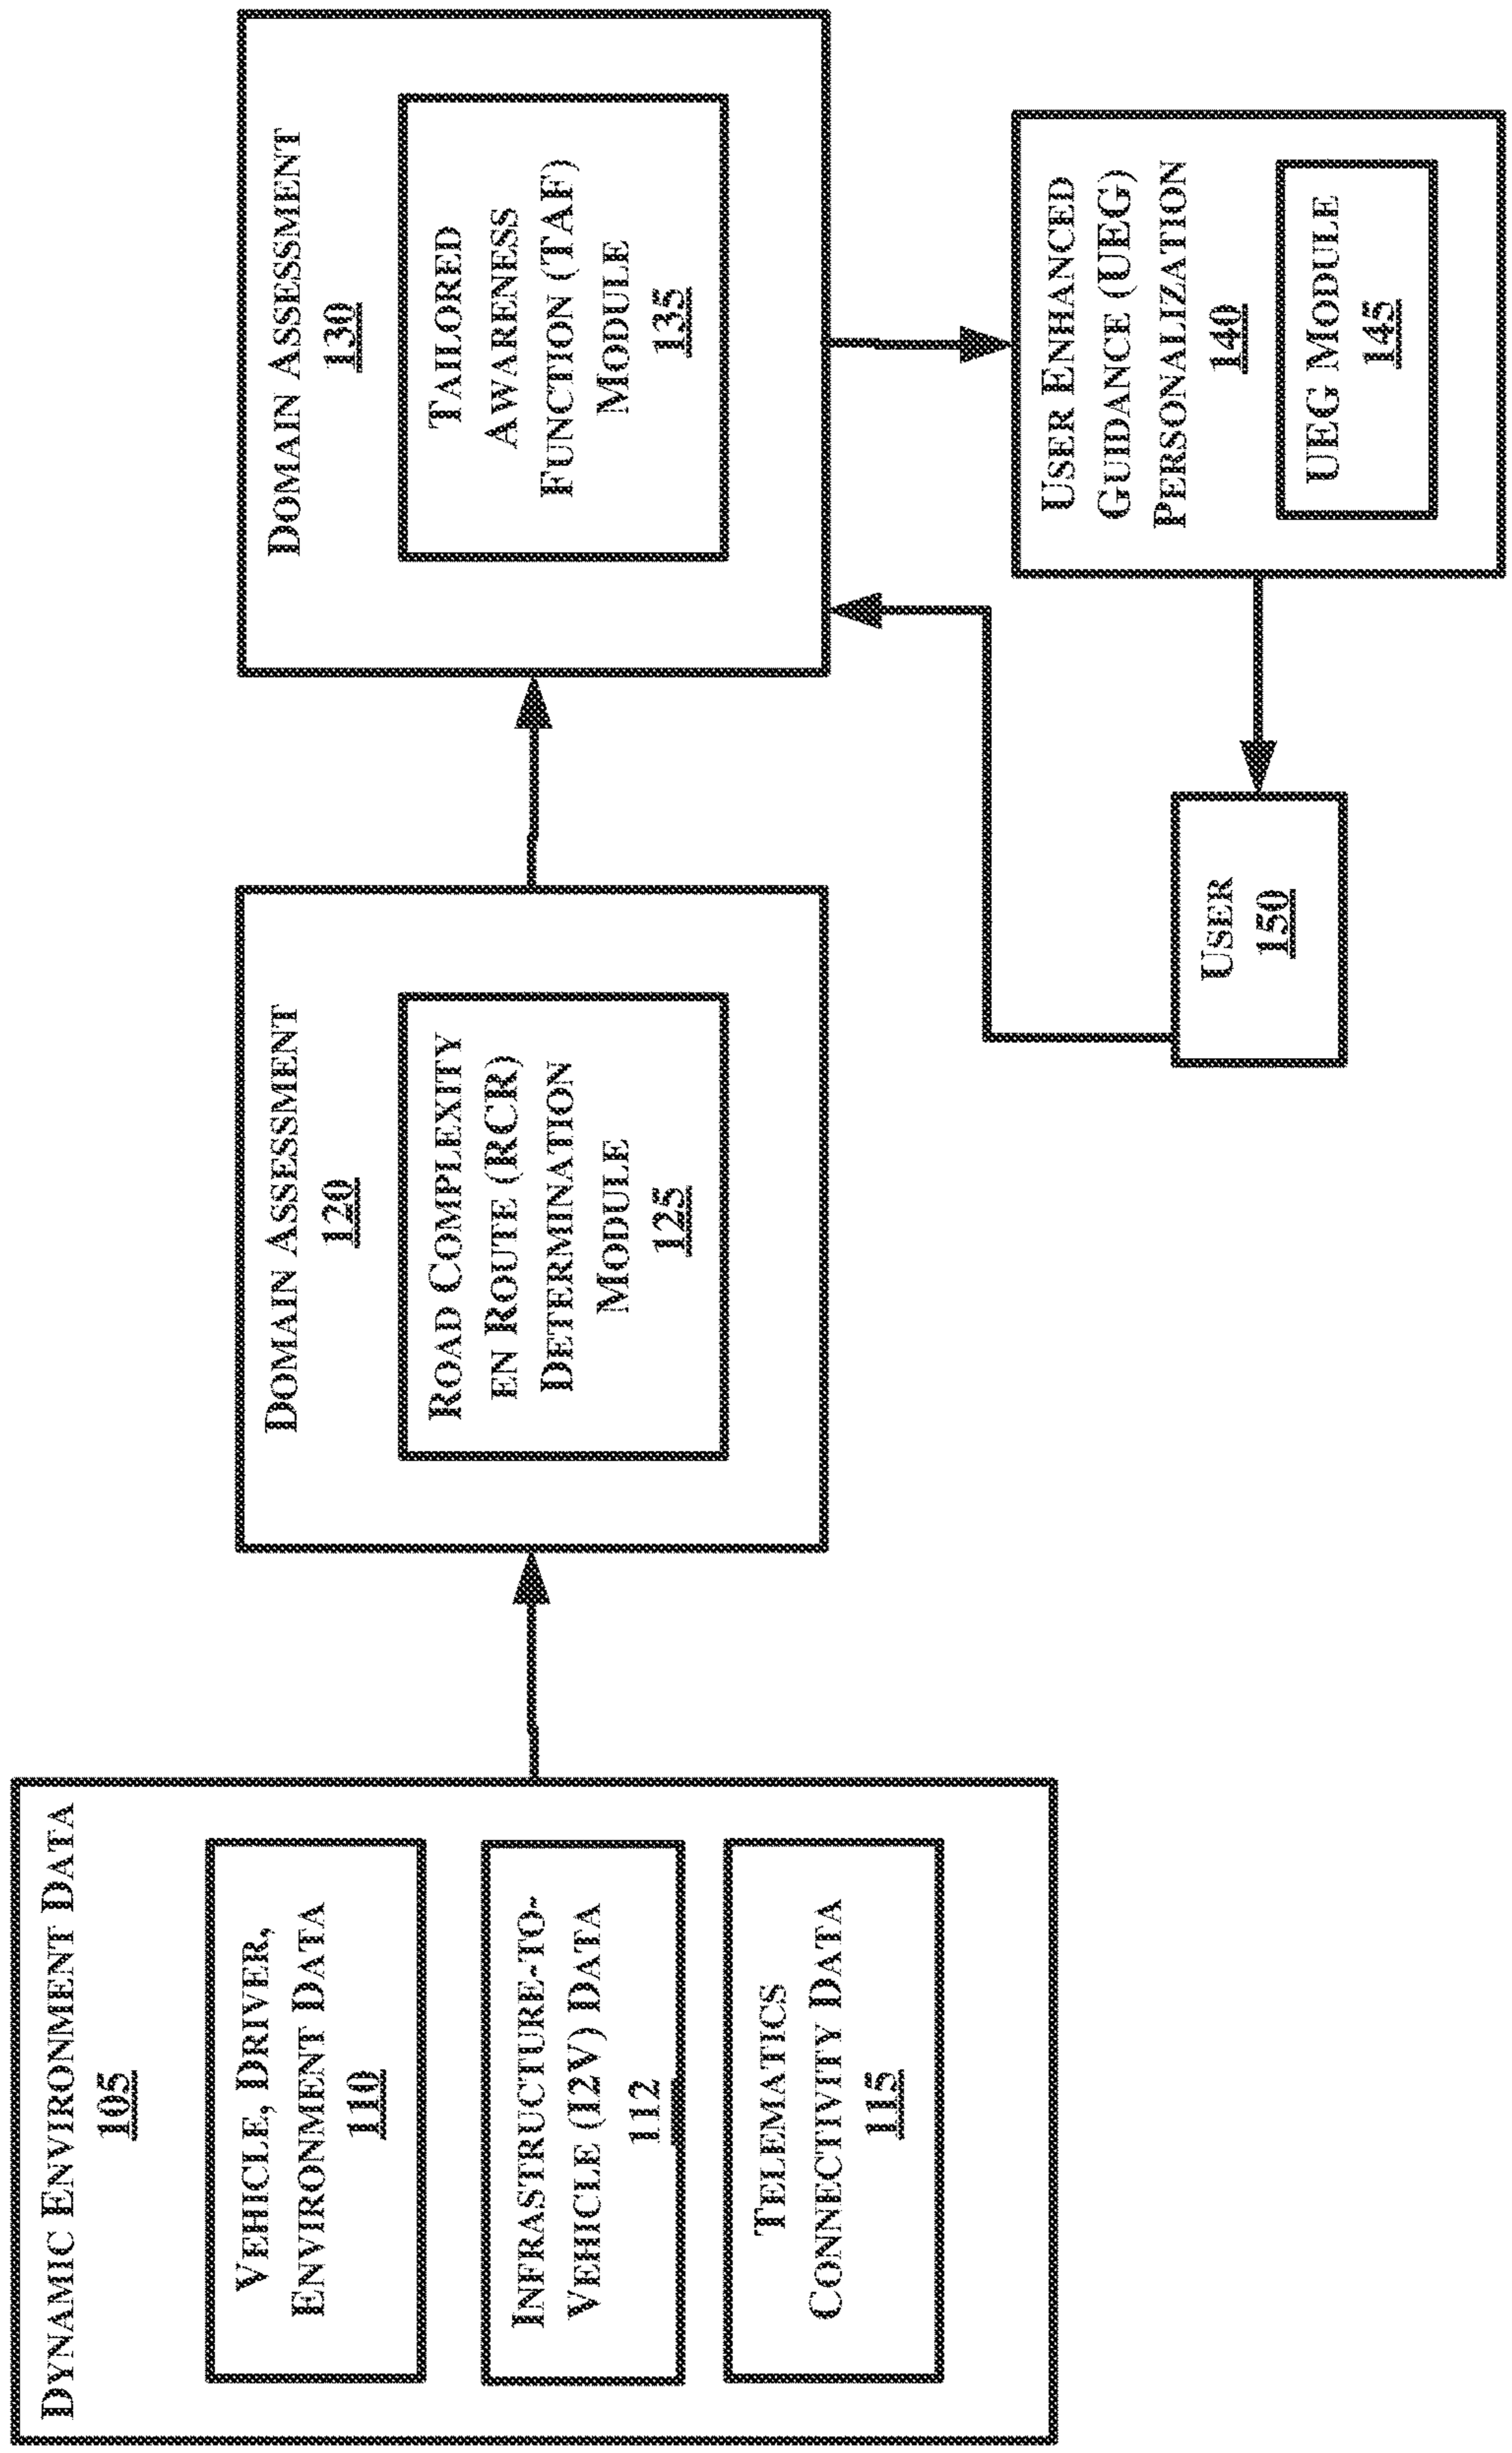 DYNAMIC ENVIRONMENT DATA
105
VEHICLE, DRIVER,
ENVIRONMENT DATA
110
INFRASTRUCTURE-TO-
VEHICLE (I2V) DATA
112
TELEMATICS
CONNECTIVITY DATA
115
DOMAIN ASSESSMENT
120
ROAD COMPLEXITY
EN ROUTE (RCR)
DETERMINATION
MODULE
125
DOMAIN ASSESSMENT
130
TAILORED
AWARENESS
FUNCTION (TAF)
MODULE
135
USER ENHANCED
GUIDANCE (UEG)
PERSONALIZATION
140
UEG MODULE
145
USER
150